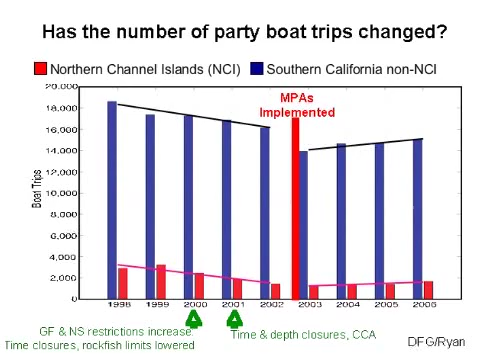 Has the number of party boat trips changed?
Northern Channel Islands (NCI) Southern California non-NCI
20,000
MPAs
Implemented
18,000
16,000
14,000
12,000
10,000
8,000
6,000
4,000
2,000
0
Boat Trips
1998 1999 2000 2001 2002 2003 2004 2005 2006
GF & NS restrictions increase.
Time closures, rockfish limits lowered
Time & depth closures, CCA
DFG/Ryan